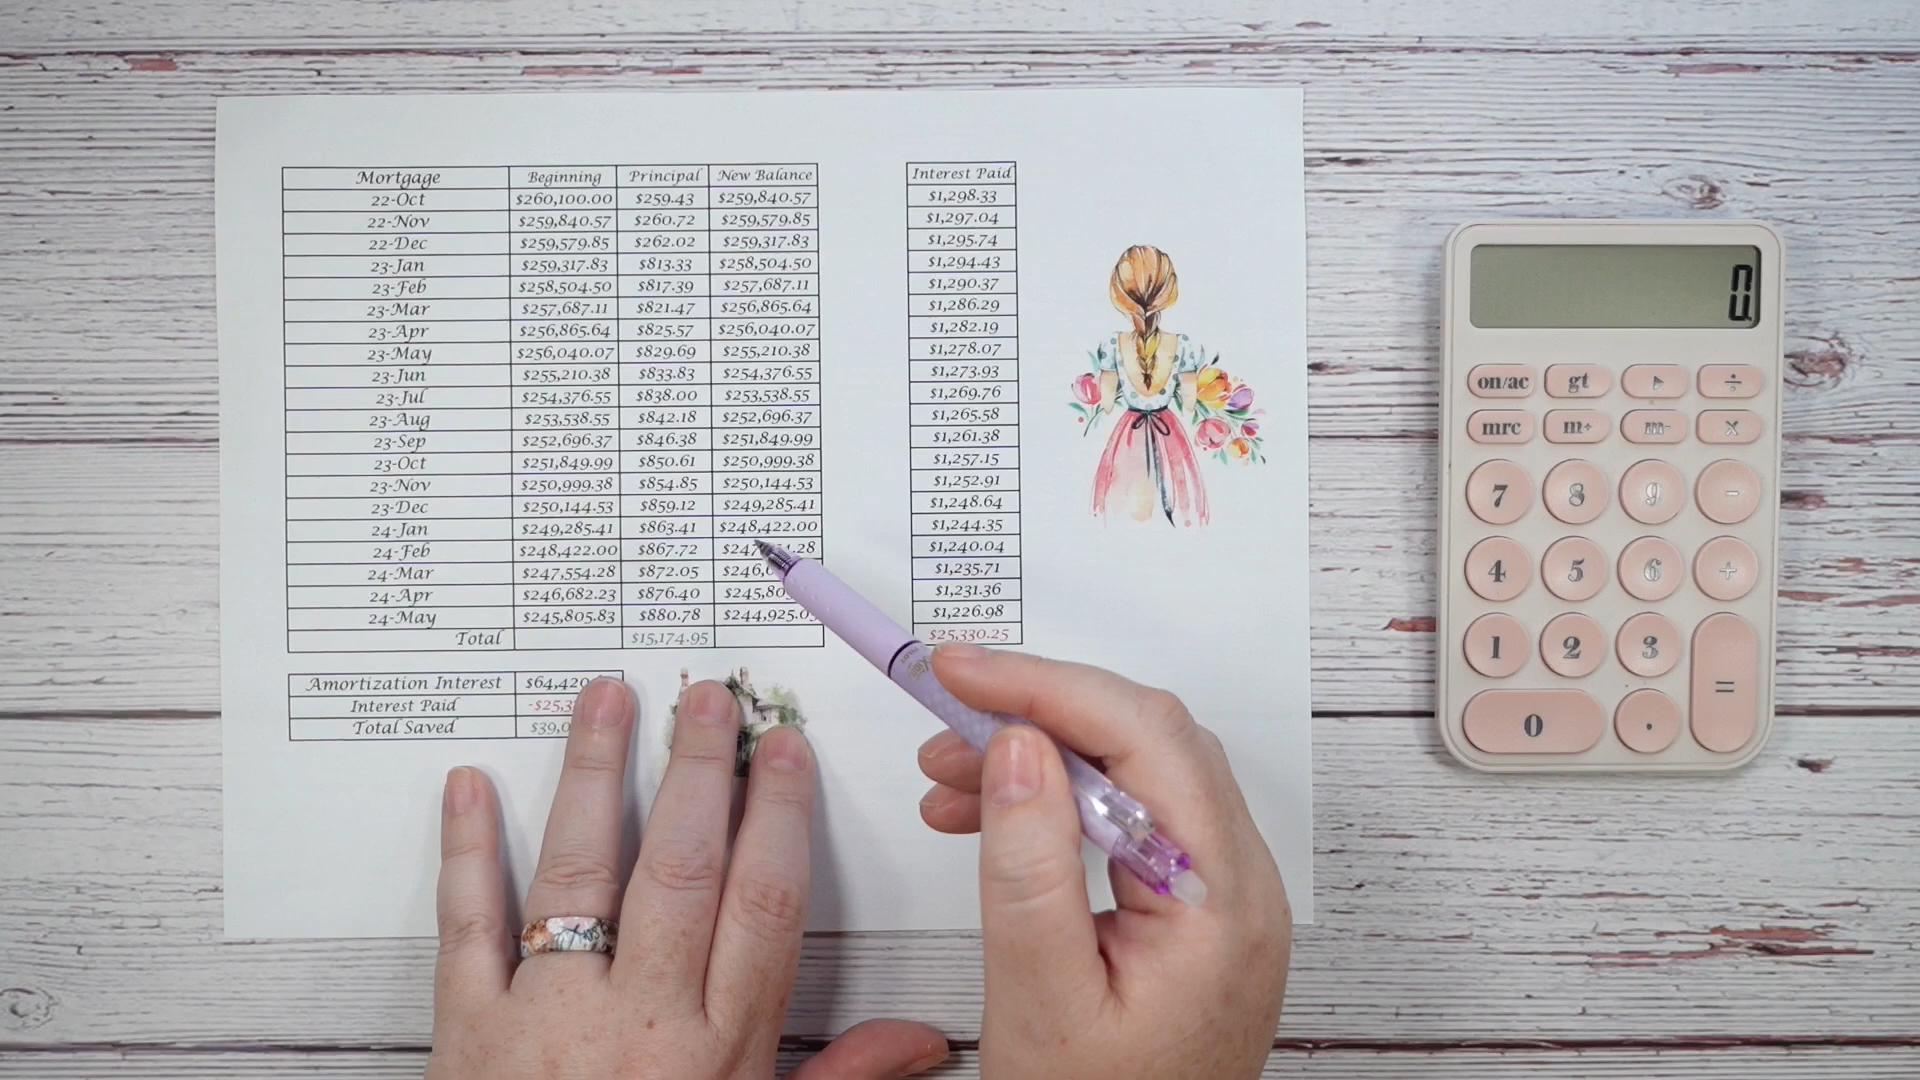 Mortgage Beginning Principal New Balance Interest Paid
22-Oct $260,100.00 $259.43 $259,840.57 $1,298.33
22-Nov $259,840.57 $260.72 $259,579.85 $1,297.04
22-Dec $259,579.85 $262.02 $259,317.83 $1,295.74
23-Jan $259,317.83 $813.33 $258,504.50 $1,294.43
23-Feb $258,504.50 $817.39 $257,687.11 $1,290.37
23-Mar $257,687.11 $821.47 $256,865.64 $1,286.29
23-Apr $256,865.64 $825.57 $256,040.07 $1,282.19
23-May $256,040.07 $829.69 $255,210.38 $1,278.07
23-Jun $255,210.38 $833.83 $254,376.55 $1,273.93
23-Jul $254,376.55 $838.00 $253,538.55 $1,269.76
23-Aug $253,538.55 $842.18 $252,696.37 $1,265.58
23-Sep $252,696.37 $846.38 $251,849.99 $1,261.38
23-Oct $251,849.99 $850.61 $250,999.38 $1,257.15
23-Nov $250,999.38 $854.85 $250,144.53 $1,252.91
23-Dec $250,144.53 $859.12 $249,285.41 $1,248.64
24-Jan $249,285.41 $863.41 $248,422.00 $1,244.35
24-Feb $248,422.00 $867.72 $1,240.04
24-Mar $247,554.28 $872.05 $1,235.71
24-Apr $246,682.23 $876.40 $1,231.36
24-May $245,805.83 $880.78 $1,226.98
Total $15,174.95 $25,330.25
Amortization Interest
Interest Paid
Total Saved
0
on/ac gt ▶ ÷
mrc m+ m- ×
7 8 9 -
4 5 6 +
1 2 3 =
0 .